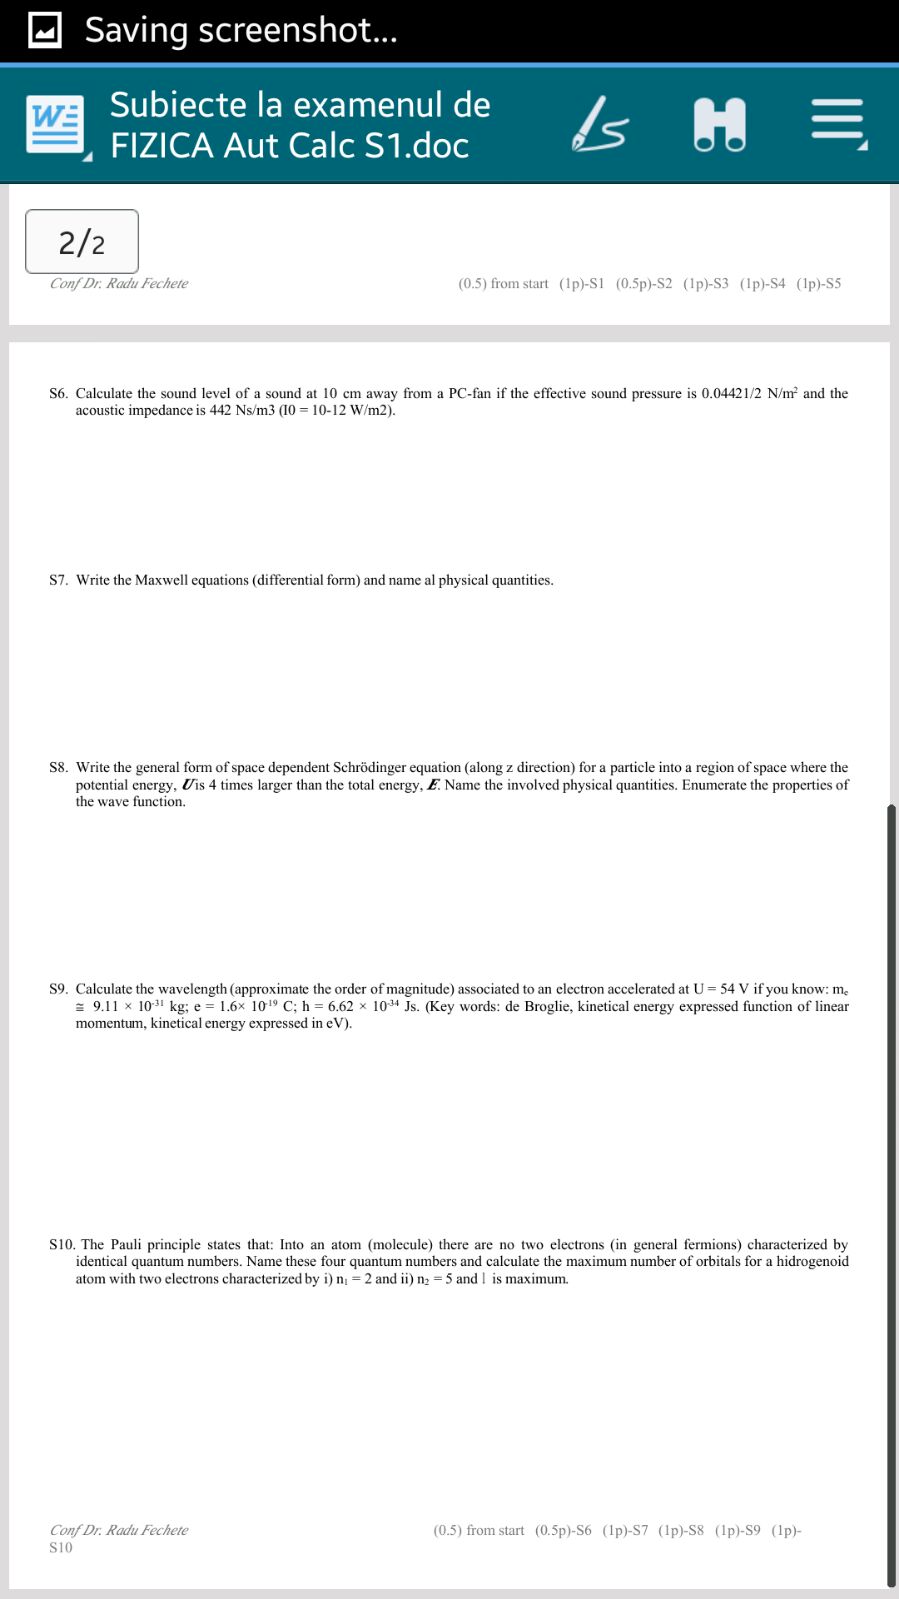 Saving screenshot...
Subiecte la examenul de
FIZICA Aut Calc S1.doc
2/2
Conf Dr. Radu Fechete (0.5) from start (1p)-S1 (0.5p)-S2 (1p)-S3 (1p)-S4 (1p)-S5
S6. Calculate the sound level of a sound at 10 cm away from a PC-fan if the effective sound pressure is 0.04421/2 N/m² and the
acoustic impedance is 442 Ns/m3 (I0 = 10-12 W/m2).
S7. Write the Maxwell equations (differential form) and name al physical quantities.
S8. Write the general form of space dependent Schrödinger equation (along z direction) for a particle into a region of space where the
potential energy, U is 4 times larger than the total energy, E. Name the involved physical quantities. Enumerate the properties of
the wave function.
S9. Calculate the wavelength (approximate the order of magnitude) associated to an electron accelerated at U = 54 V if you know: mₑ
≅ 9.11 × 10⁻³¹ kg; e = 1.6× 10⁻¹⁹ C; h = 6.62 × 10⁻³⁴ Js. (Key words: de Broglie, kinetical energy expressed function of linear
momentum, kinetical energy expressed in eV).
S10. The Pauli principle states that: Into an atom (molecule) there are no two electrons (in general fermions) characterized by
identical quantum numbers. Name these four quantum numbers and calculate the maximum number of orbitals for a hidrogenoid
atom with two electrons characterized by i) n₁ = 2 and ii) n₂ = 5 and l is maximum.
Conf Dr. Radu Fechete (0.5) from start (0.5p)-S6 (1p)-S7 (1p)-S8 (1p)-S9 (1p)-
S10